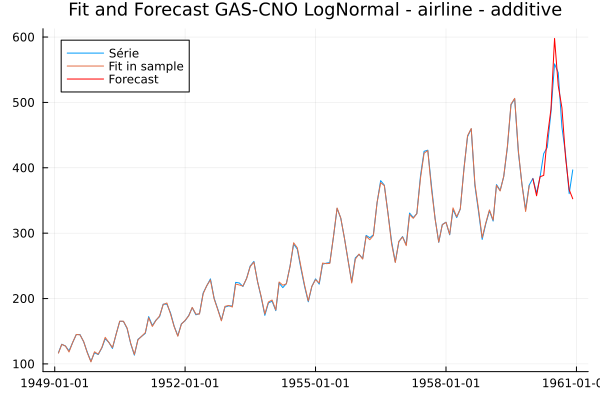 Fit and Forecast GAS-CNO LogNormal - airline - additive
Série
Fit in sample
Forecast
600
500
400
300
200
100
1949-01-01 1952-01-01 1955-01-01 1958-01-01 1961-01-0